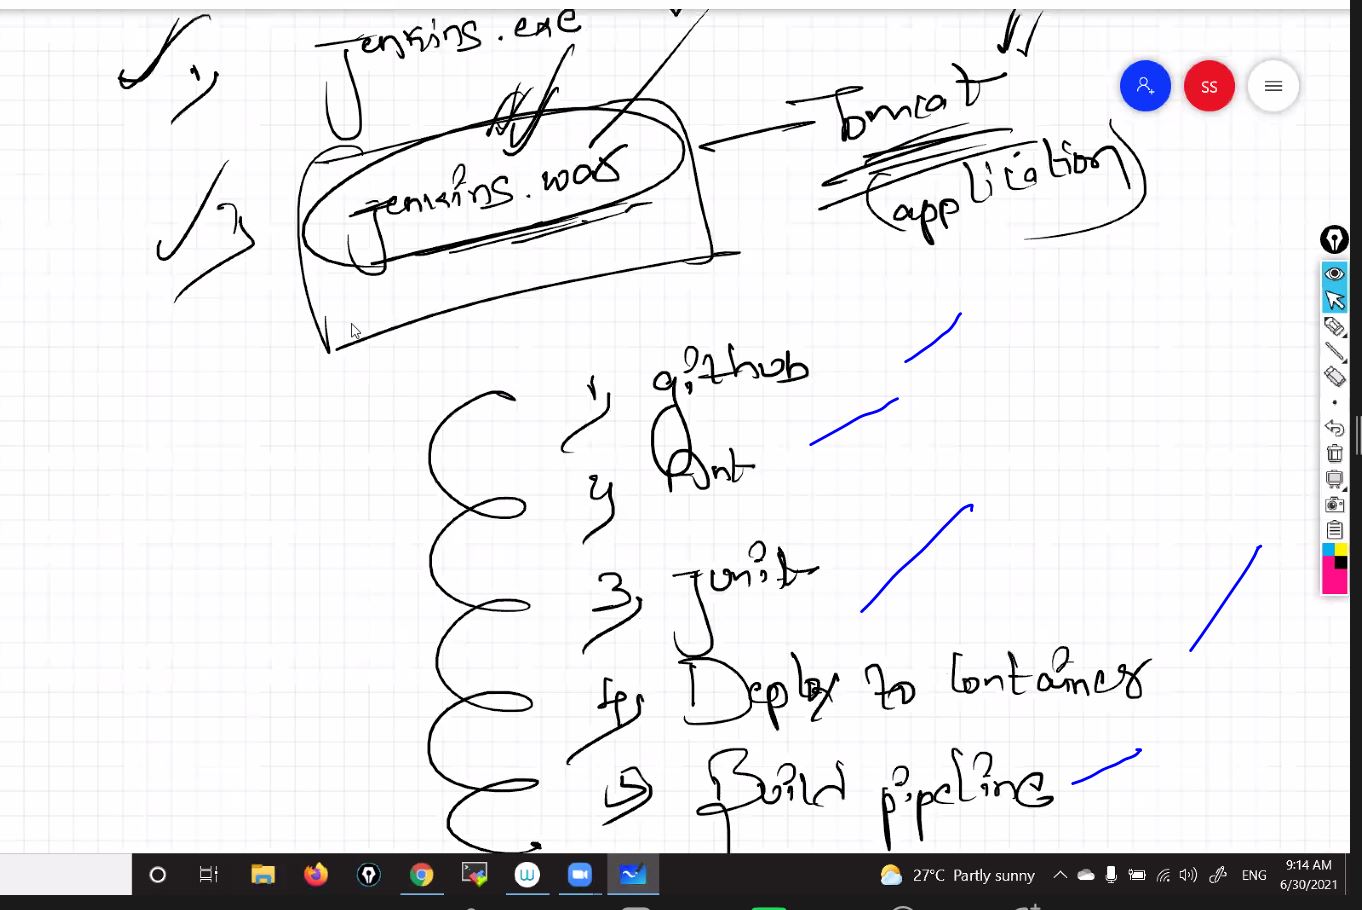 1) Jenkins.exe
SS
2) Jenkins.war
Tomcat
(application)
1) github
2) Ant
3) Junit
4) Deploy to Container
5) Build pipeline
27°C Partly sunny
ENG
9:14 AM
6/30/2021